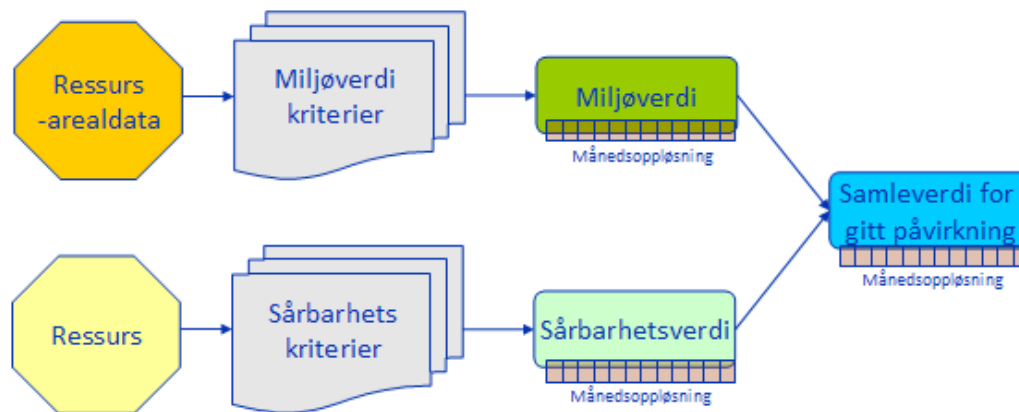 Ressurs
-arealdata
Miljøverdi
kriterier
Miljøverdi
Månedsoppløsning
Samleverdi for
gitt påvirkning
Månedsoppløsning
Ressurs
Sårbarhets
kriterier
Sårbarhetsverdi
Månedsoppløsning